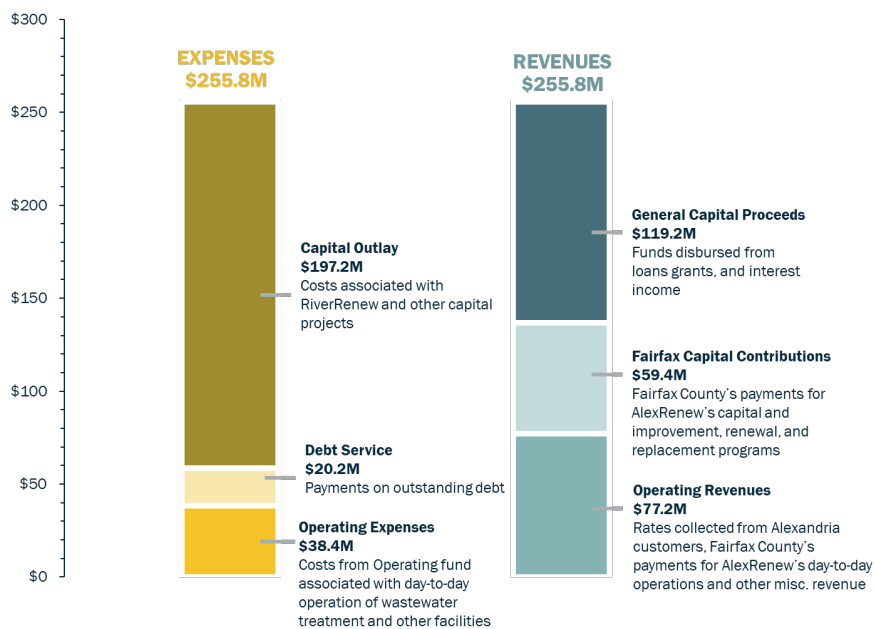 $300
$250
$200
$150
$100
$50
$0
EXPENSES
$255.8M
Capital Outlay
$197.2M
Costs associated with
RiverRenew and other capital
projects
Debt Service
$20.2M
Payments on outstanding debt
Operating Expenses
$38.4M
Costs from Operating fund
associated with day-to-day
operation of wastewater
treatment and other facilities
REVENUES
$255.8M
General Capital Proceeds
$119.2M
Funds disbursed from
loans grants, and interest
income
Fairfax Capital Contributions
$59.4M
Fairfax County's payments for
AlexRenew's capital and
improvement, renewal, and
replacement programs
Operating Revenues
$77.2M
Rates collected from Alexandria
customers, Fairfax County's
payments for AlexRenew's day-to-day
operations and other misc. revenue